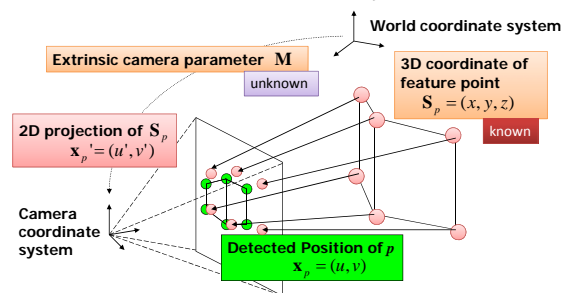 World coordinate system
Extrinsic camera parameter M
unknown
3D coordinate of
feature point
S_p = (x, y, z)
known
2D projection of S_p
x_p' = (u', v')
Camera
coordinate
system
Detected Position of p
x_p = (u, v)